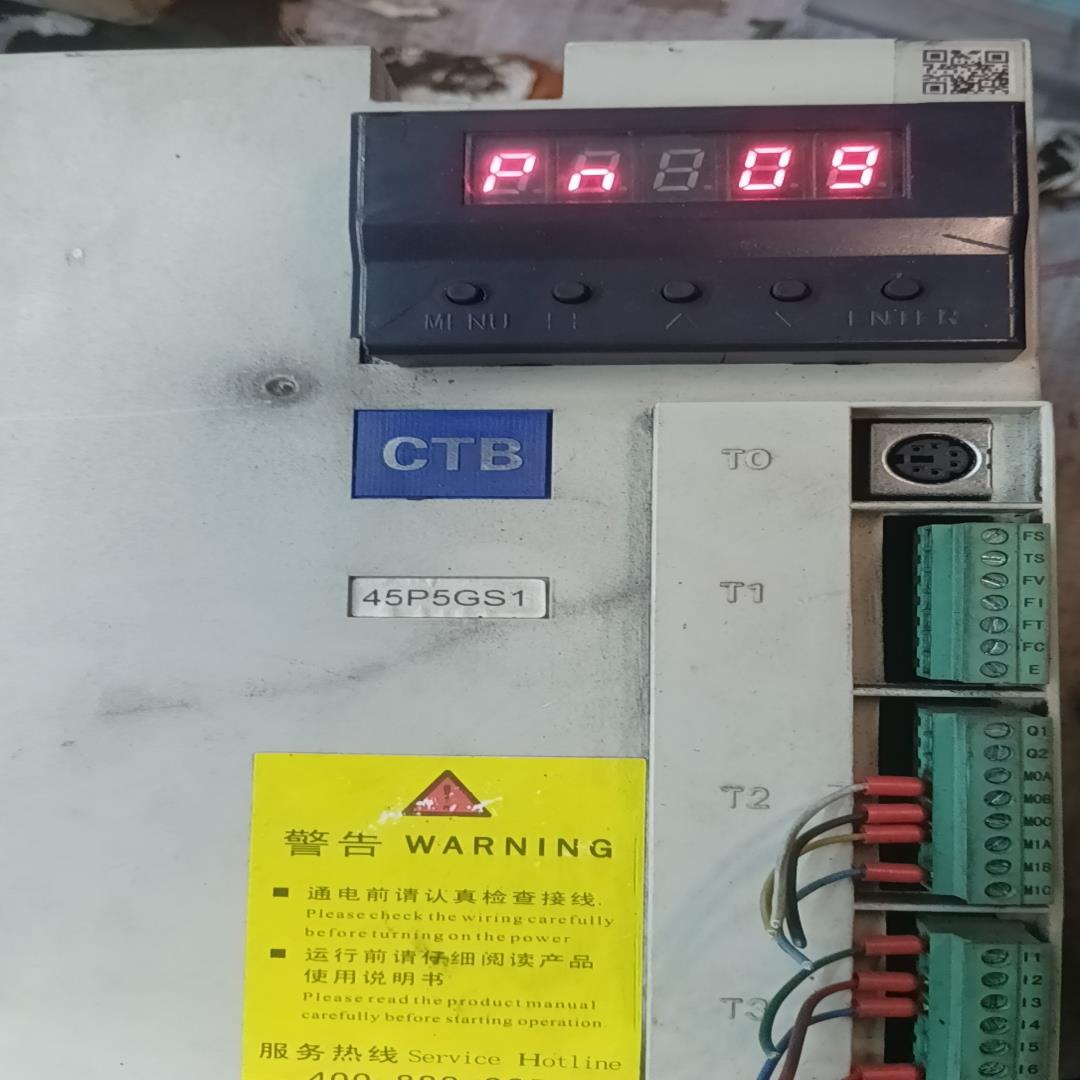 Pn 09
MENU
ENTER
CTB
T0
FS
TS
FV
FI
FT
FC
E
45P5GS1
T1
Q1
Q2
M0A
M0B
M0C
M1A
M1B
M1C
T2
警告 WARNING
■ 通电前请认真检查接线.
Please check the wiring carefully
before turning on the power
■ 运行前请仔细阅读产品
使用说明书
Please read the product manual
carefully before starting operation.
服务热线 Service Hotline
T3
I1
I2
I3
I4
I5
I6